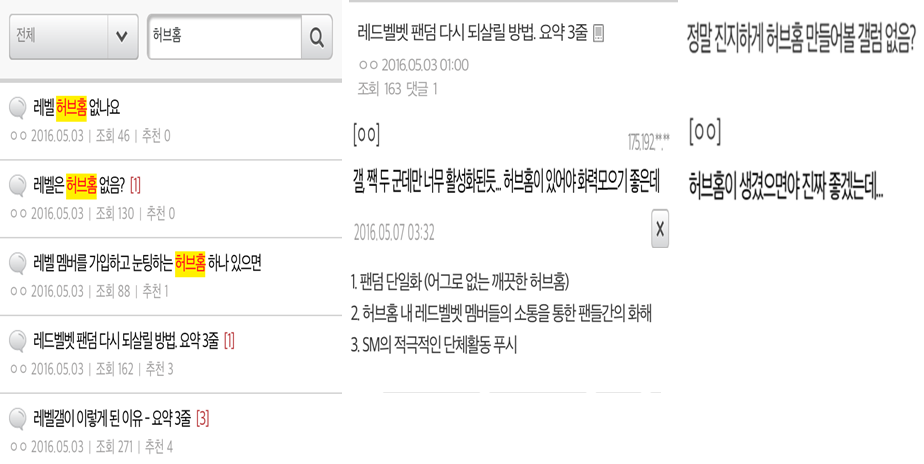 전체
허브홈
레벨 허브홈 없나요
ㅇㅇ 2016.05.03 | 조회 46 | 추천 0
레벨은 허브홈 없음? [1]
ㅇㅇ 2016.05.03 | 조회 130 | 추천 0
레벨 멤버를 가입하고 눈팅하는 허브홈 하나 있으면
ㅇㅇ 2016.05.03 | 조회 88 | 추천 1
레드벨벳 팬덤 다시 되살릴 방법. 요약 3줄 [1]
ㅇㅇ 2016.05.03 | 조회 162 | 추천 3
레벨갤이 이렇게 된 이유 - 요약 3줄 [3]
ㅇㅇ 2016.05.03 | 조회 271 | 추천 4
레드벨벳 팬덤 다시 되살릴 방법. 요약 3줄
ㅇㅇ 2016.05.03 01:00
조회 163 댓글 1
[ㅇㅇ]
175.192.**.**
갤, 짹 두 군데만 너무 활성화된듯... 허브홈이 있어야 화력모으기 좋은데
2016.05.07 03:32
X
1. 팬덤 단일화 (어그로 없는 깨끗한 허브홈)
2. 허브홈 내 레드벨벳 멤버들의 소통을 통한 팬들간의 화해
3. SM의 적극적인 단체활동 푸시
정말 진지하게 허브홈 만들어볼 갤럼 없음?
[ㅇㅇ]
허브홈이 생겼으면야 진짜 좋겠는데...